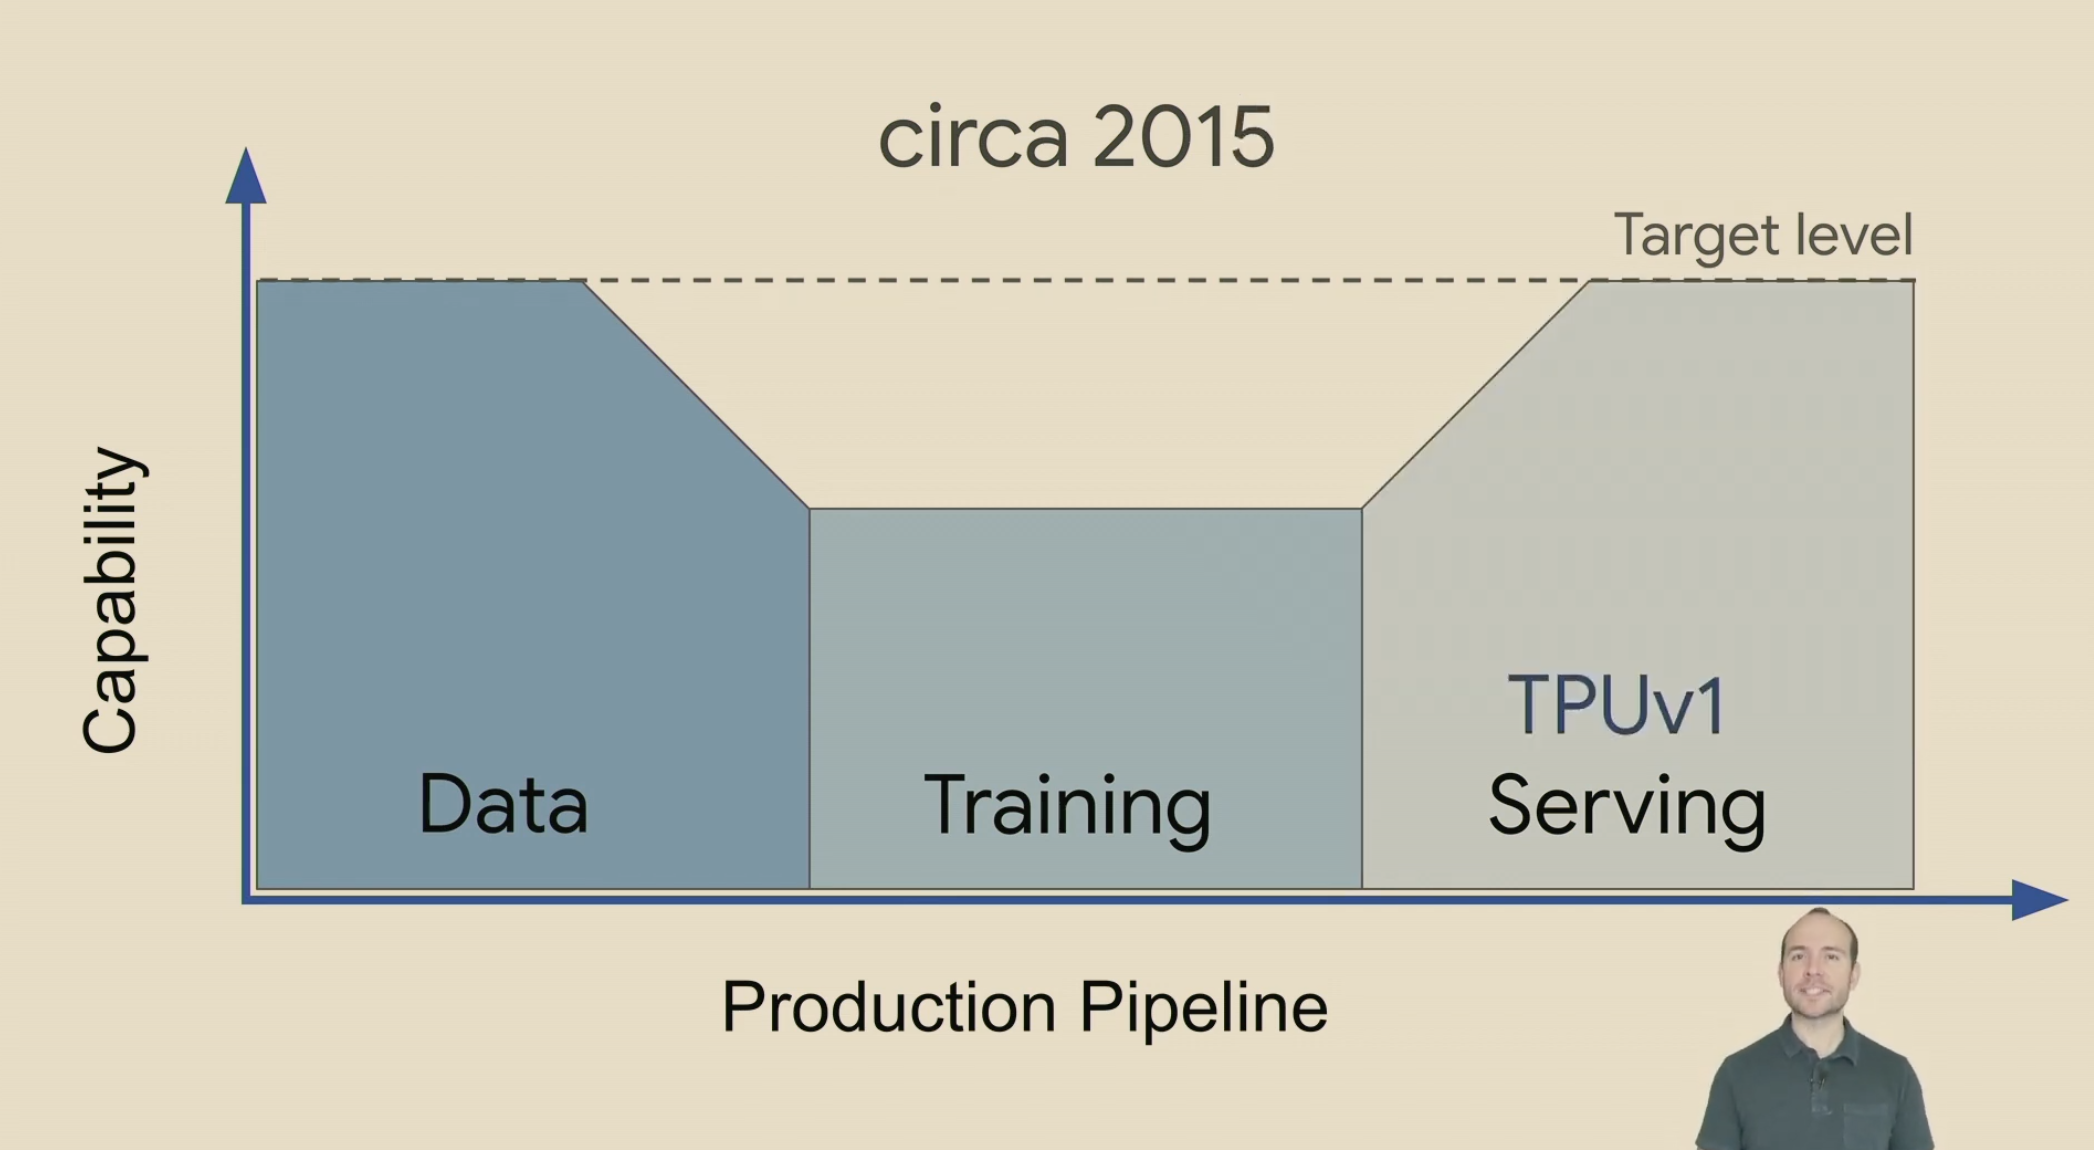 circa 2015
Target level
Capability
TPUv1
Data
Training
Serving
Production Pipeline